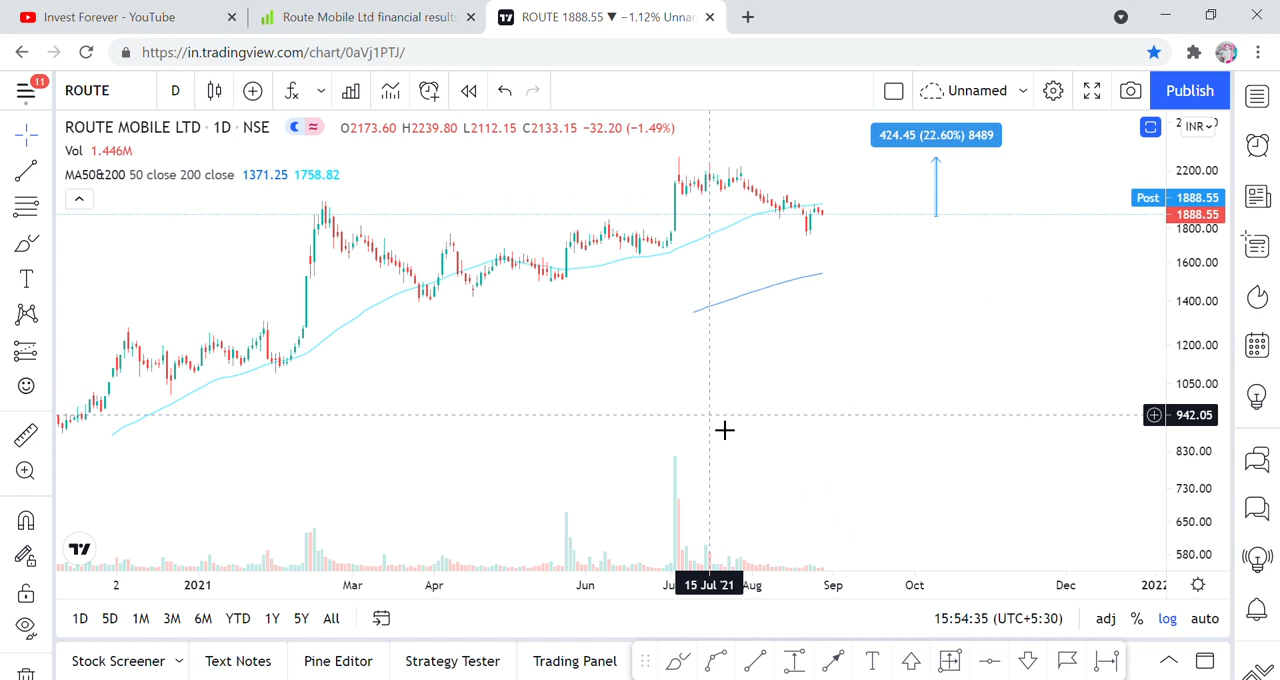 Invest Forever - YouTube
Route Mobile Ltd financial results
ROUTE 1888.55 ▼ −1.12% Unnar
https://in.tradingview.com/chart/0aVj1PTJ/
11
ROUTE
D
Unnamed
Publish
ROUTE MOBILE LTD · 1D · NSE
O2173.60 H2239.80 L2112.15 C2133.15 −32.20 (−1.49%)
Vol 1.446M
MA50&200 50 close 200 close 1371.25 1758.82
424.45 (22.60%) 8489
INR
2200.00
Post 1888.55
1888.55
1800.00
1600.00
1400.00
1200.00
1050.00
942.05
830.00
730.00
650.00
580.00
2
2021
Mar
Apr
Jun
15 Jul '21
Aug
Sep
Oct
Dec
2022
1D 5D 1M 3M 6M YTD 1Y 5Y All
15:54:35 (UTC+5:30)
adj % log auto
Stock Screener
Text Notes
Pine Editor
Strategy Tester
Trading Panel